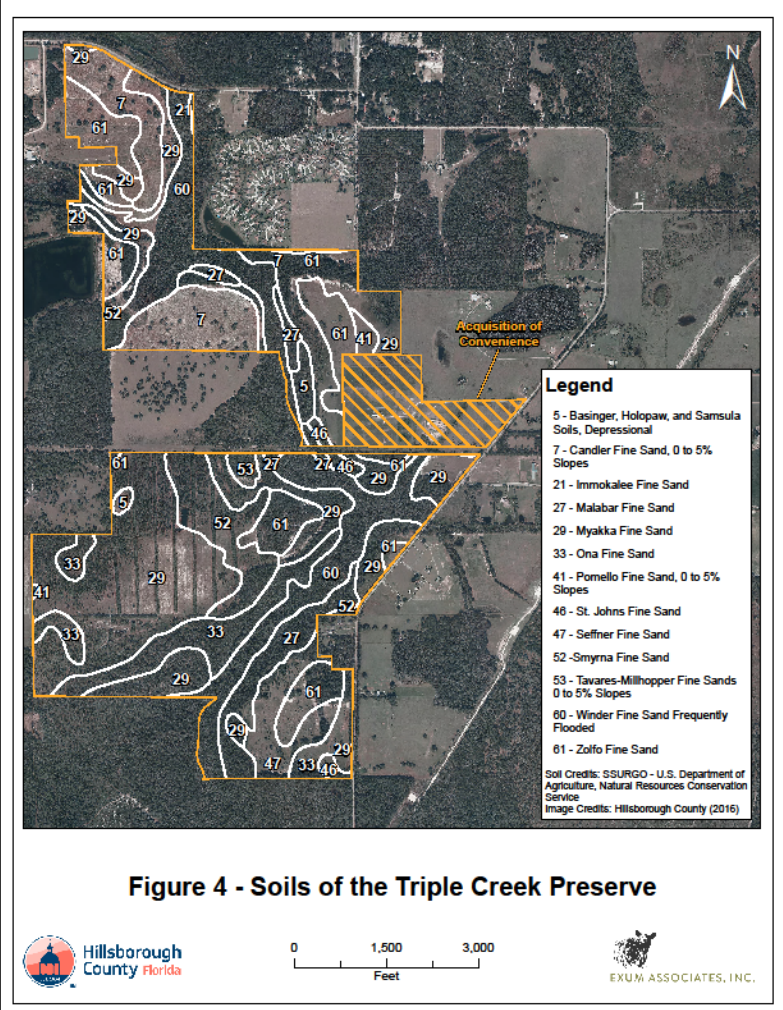 N
29
7
21
61
29
61
29
60
29
29
61
7
61
27
52
7
27
61
41
29
Acquisition of
Convenience
5
46
61
53
27
27
46
61
29
29
5
52
61
29
61
33
29
60
29
41
52
33
33
27
29
61
29
29
47
33
46
Legend
5 - Basinger, Holopaw, and Samsula
Soils, Depressional
7 - Candler Fine Sand, 0 to 5%
Slopes
21 - Immokalee Fine Sand
27 - Malabar Fine Sand
29 - Myakka Fine Sand
33 - Ona Fine Sand
41 - Pomello Fine Sand, 0 to 5%
Slopes
46 - St. Johns Fine Sand
47 - Seffner Fine Sand
52 -Smyrna Fine Sand
53 - Tavares-Millhopper Fine Sands
0 to 5% Slopes
60 - Winder Fine Sand Frequently
Flooded
61 - Zolfo Fine Sand
Soil Credits: SSURGO - U.S. Department of
Agriculture, Natural Resources Conservation
Service
Image Credits: Hillsborough County (2016)
Figure 4 - Soils of the Triple Creek Preserve
Hillsborough
County Florida
0 1,500 3,000
Feet
EXUM ASSOCIATES, INC.